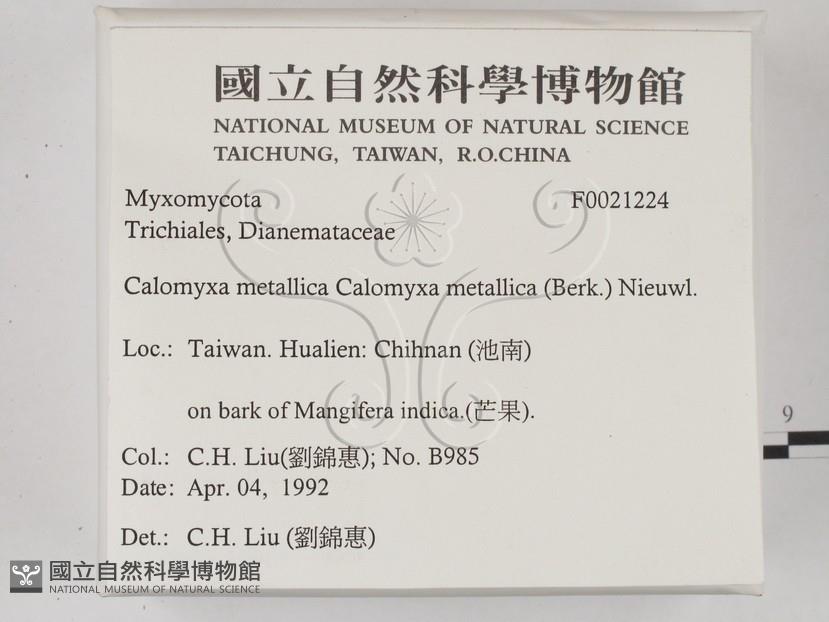 國立自然科學博物館
NATIONAL MUSEUM OF NATURAL SCIENCE
TAICHUNG, TAIWAN, R.O.CHINA
Myxomycota F0021224
Trichiales, Dianemataceae
Calomyxa metallica Calomyxa metallica (Berk.) Nieuwl.
Loc.: Taiwan. Hualien: Chihnan (池南)
on bark of Mangifera indica.(芒果).
Col.: C.H. Liu(劉錦惠); No. B985
Date: Apr. 04, 1992
Det.: C.H. Liu (劉錦惠)
9
國立自然科學博物館
NATIONAL MUSEUM OF NATURAL SCIENCE